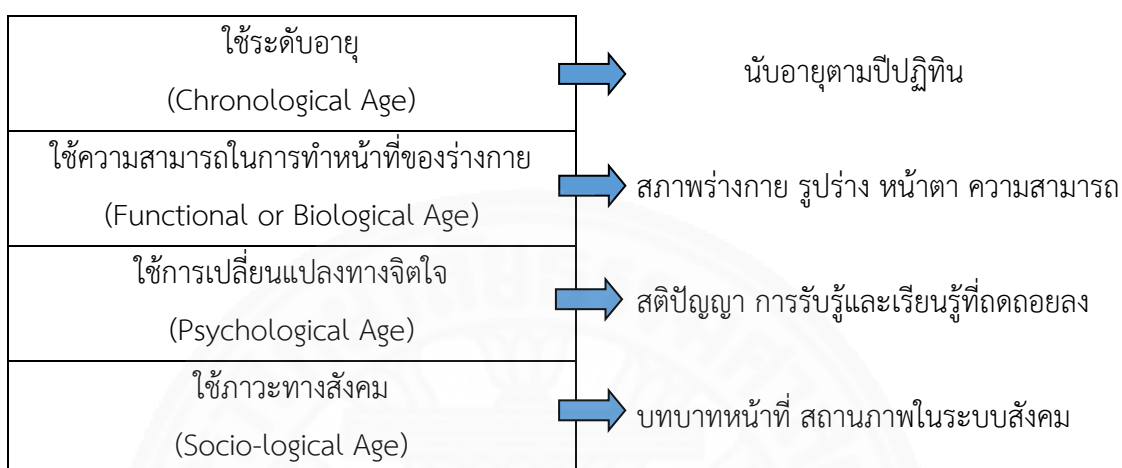 ใช้ระดับอายุ
(Chronological Age)
นับอายุตามปีปฏิทิน
ใช้ความสามารถในการทำหน้าที่ของร่างกาย
(Functional or Biological Age)
สภาพร่างกาย รูปร่าง หน้าตา ความสามารถ
ใช้การเปลี่ยนแปลงทางจิตใจ
(Psychological Age)
สติปัญญา การรับรู้และเรียนรู้ที่ถดถอยลง
ใช้ภาวะทางสังคม
(Socio-logical Age)
บทบาทหน้าที่ สถานภาพในระบบสังคม